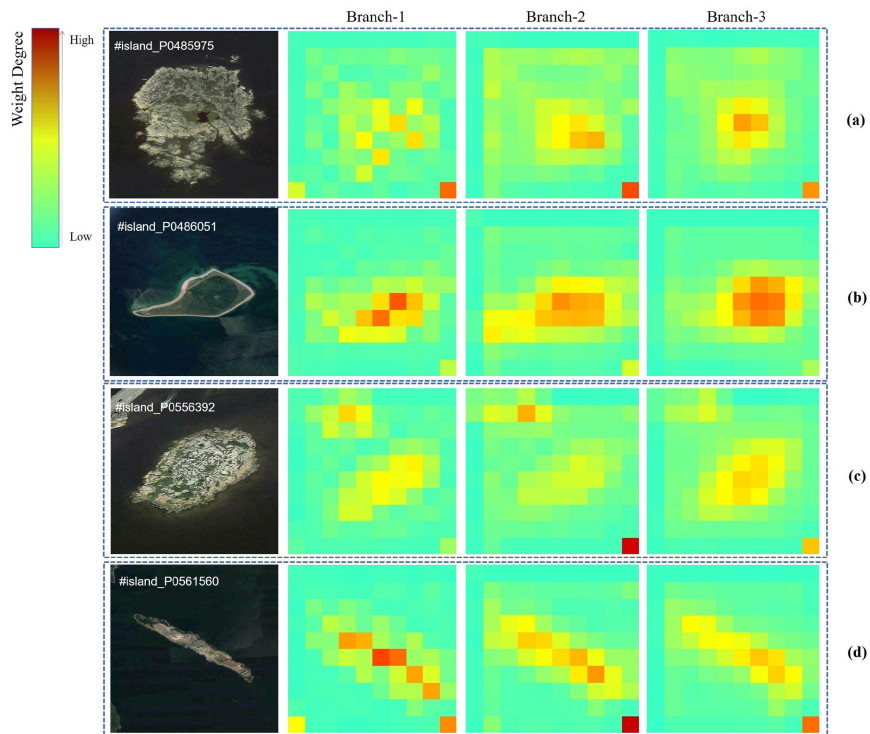 Branch-1 Branch-2 Branch-3
Weight Degree
High
Low
#island_P0485975
(a)
#island_P0486051
(b)
#island_P0556392
(c)
#island_P0561560
(d)